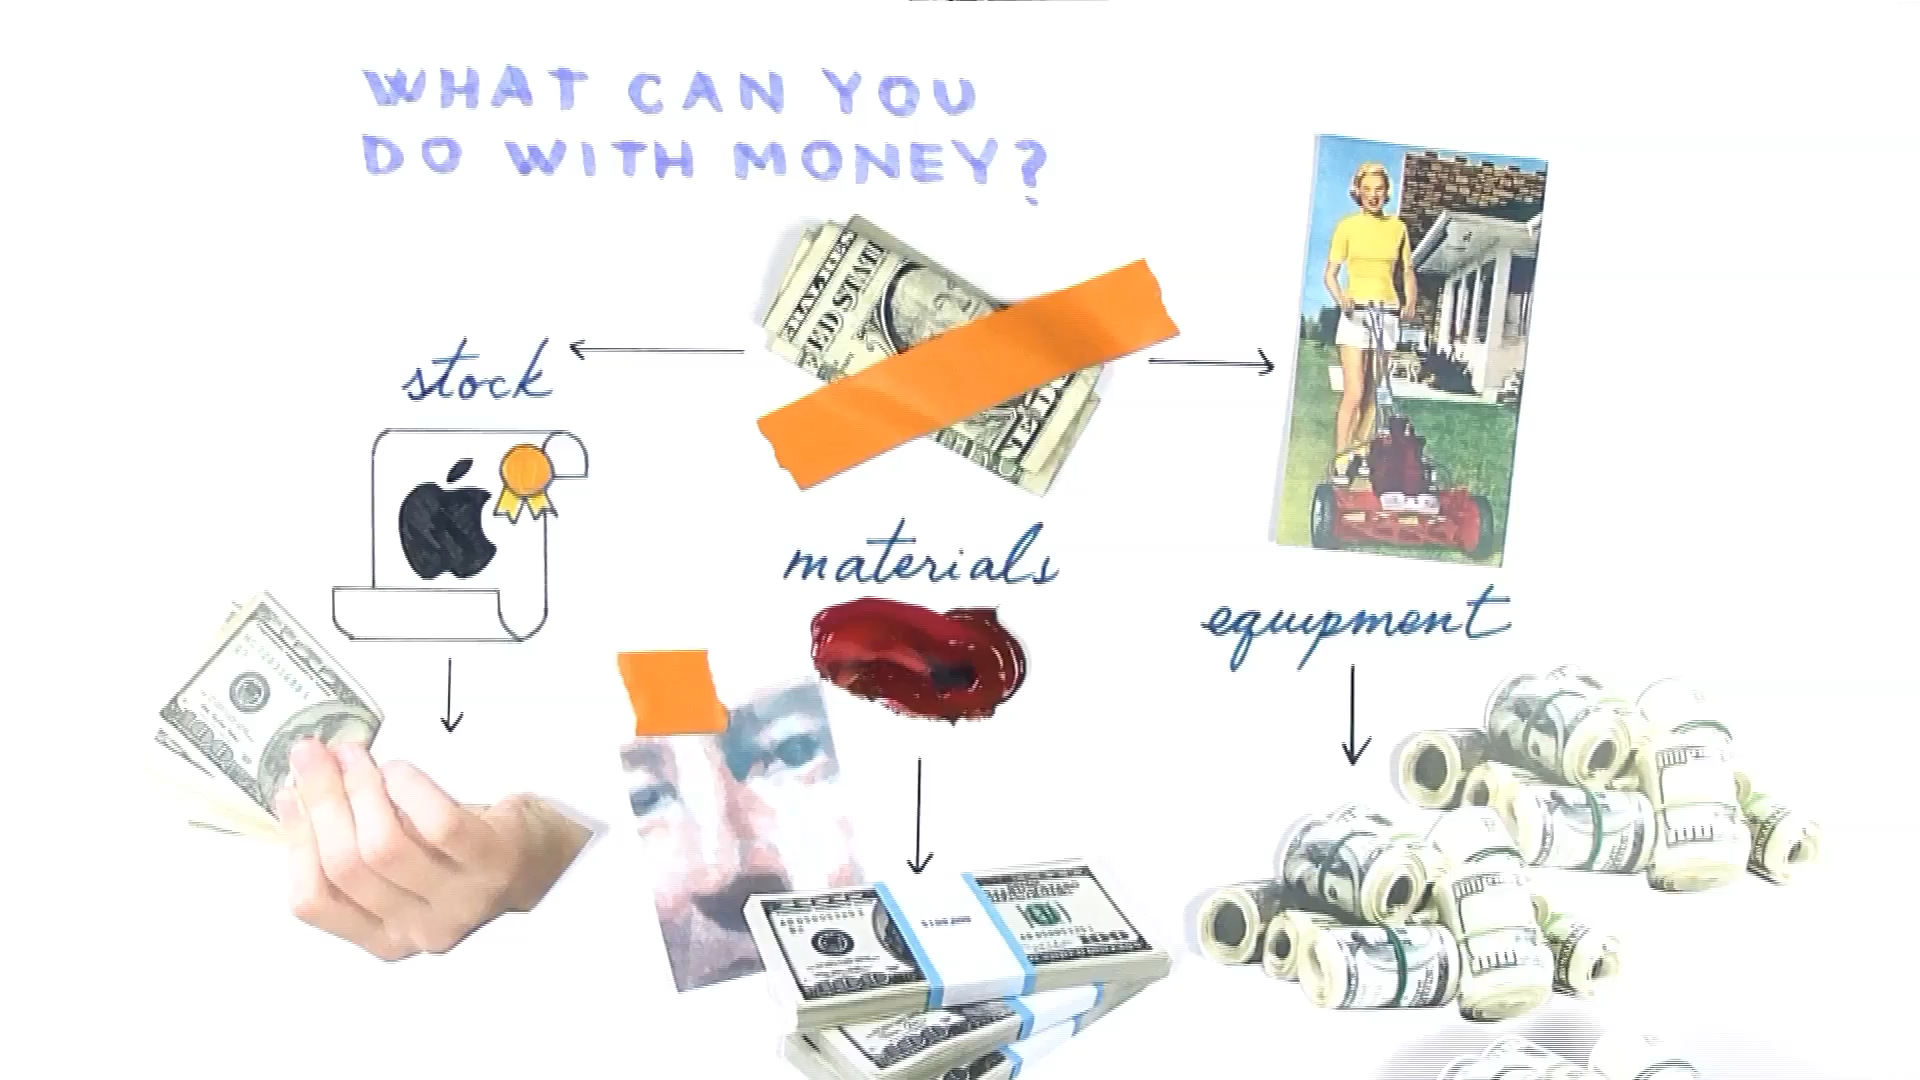 WHAT CAN YOU
DO WITH MONEY?
stock
materials
equipment